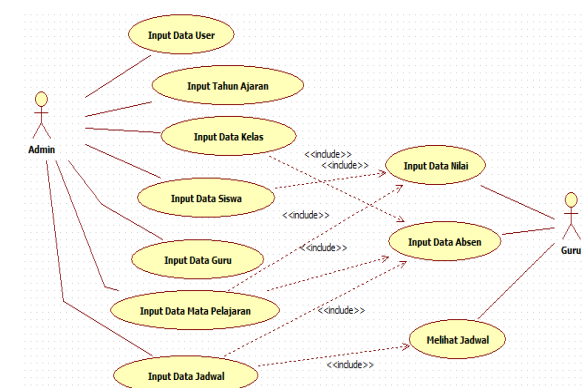 Input Data User
Input Tahun Ajaran
Input Data Kelas
Admin
<<include>>
<<include>>
Input Data Nilai
Input Data Siswa
<<include>>
Input Data Absen
Guru
<<include>>
Input Data Guru
Input Data Mata Pelajaran
<<include>>
Melihat Jadwal
<<include>>
Input Data Jadwal